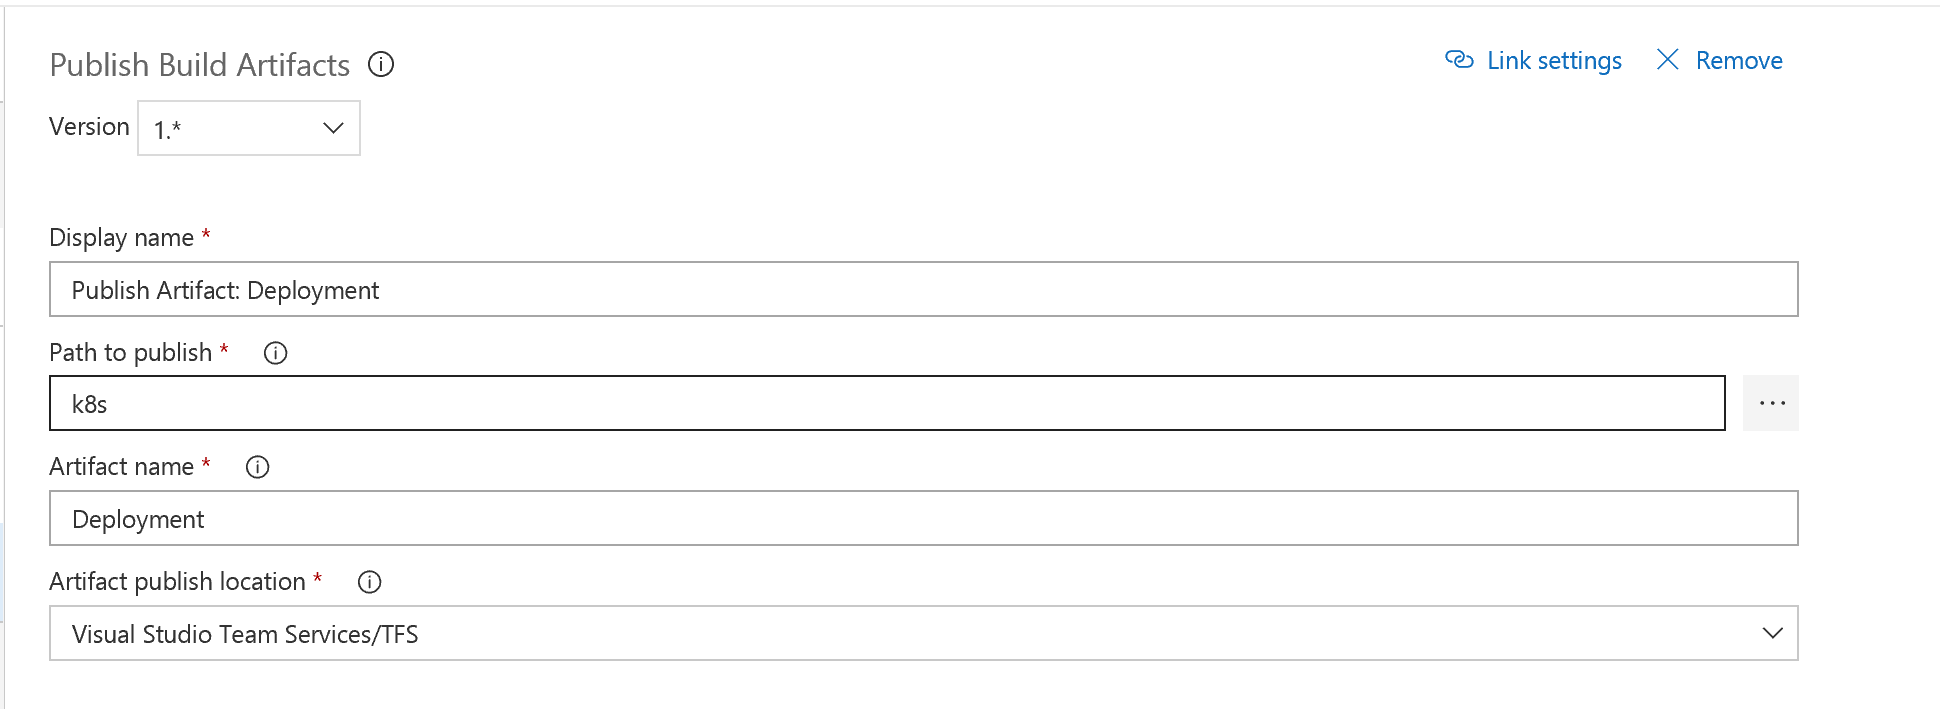 Publish Build Artifacts
Link settings
Remove
Version 1.*
Display name *
Publish Artifact: Deployment
Path to publish *
k8s
...
Artifact name *
Deployment
Artifact publish location *
Visual Studio Team Services/TFS